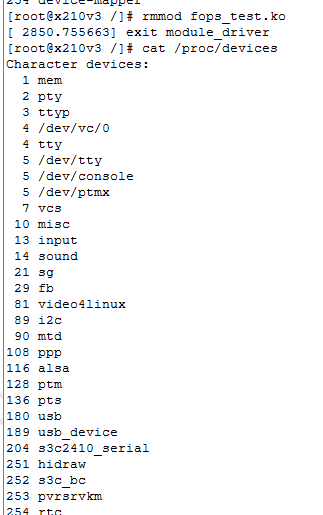 254 device-mapper
[root@x210v3 /]# rmmod fops_test.ko
[ 2850.755663] exit module_driver
[root@x210v3 /]# cat /proc/devices
Character devices:
1 mem
2 pty
3 ttyp
4 /dev/vc/0
4 tty
5 /dev/tty
5 /dev/console
5 /dev/ptmx
7 vcs
10 misc
13 input
14 sound
21 sg
29 fb
81 video4linux
89 i2c
90 mtd
108 ppp
116 alsa
128 ptm
136 pts
180 usb
189 usb_device
204 s3c2410_serial
251 hidraw
252 s3c_bc
253 pvrsrvkm
254 rtc